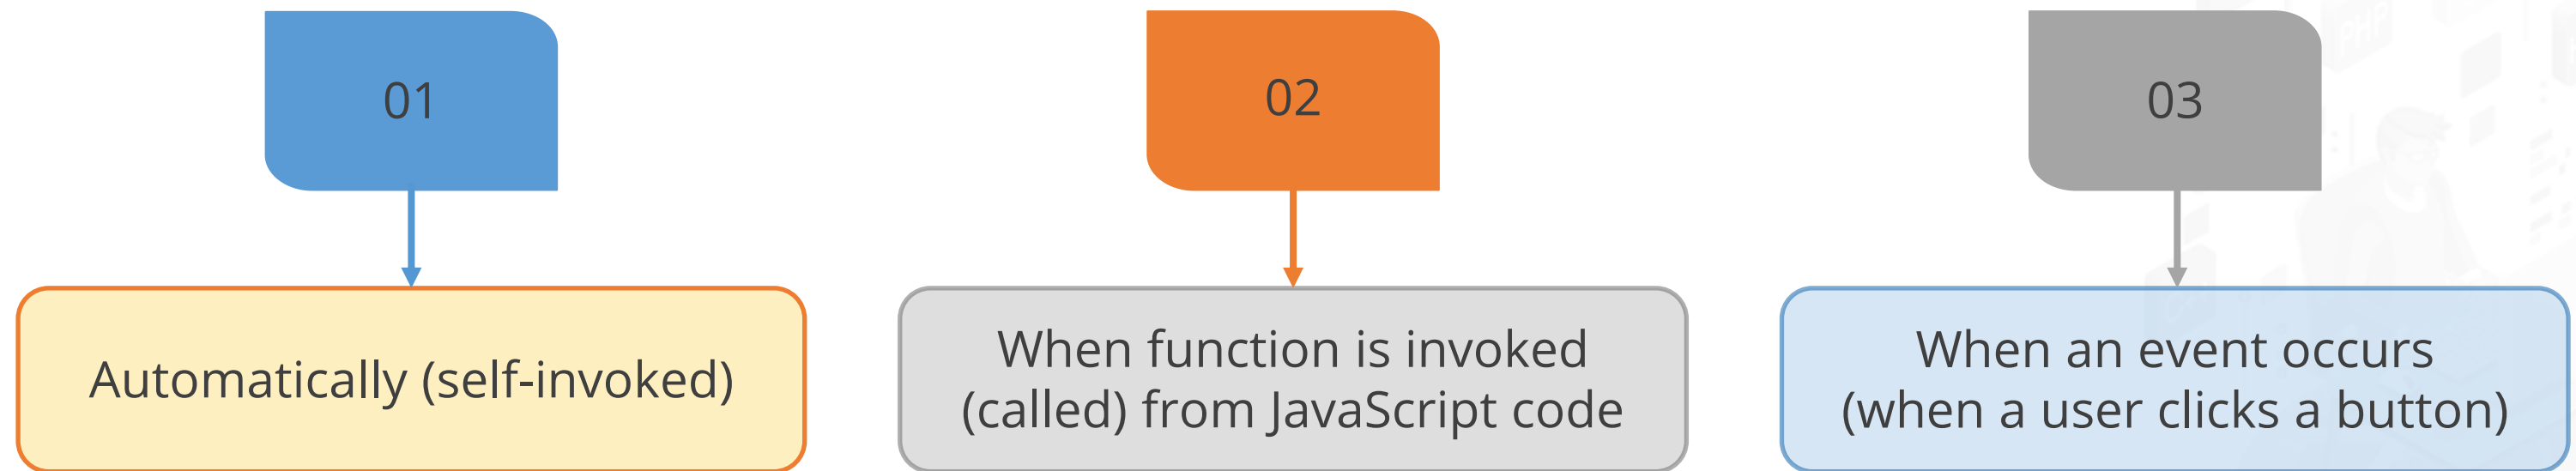 01
Automatically (self-invoked)
02
When function is invoked
(called) from JavaScript code
03
When an event occurs
(when a user clicks a button)
PHP